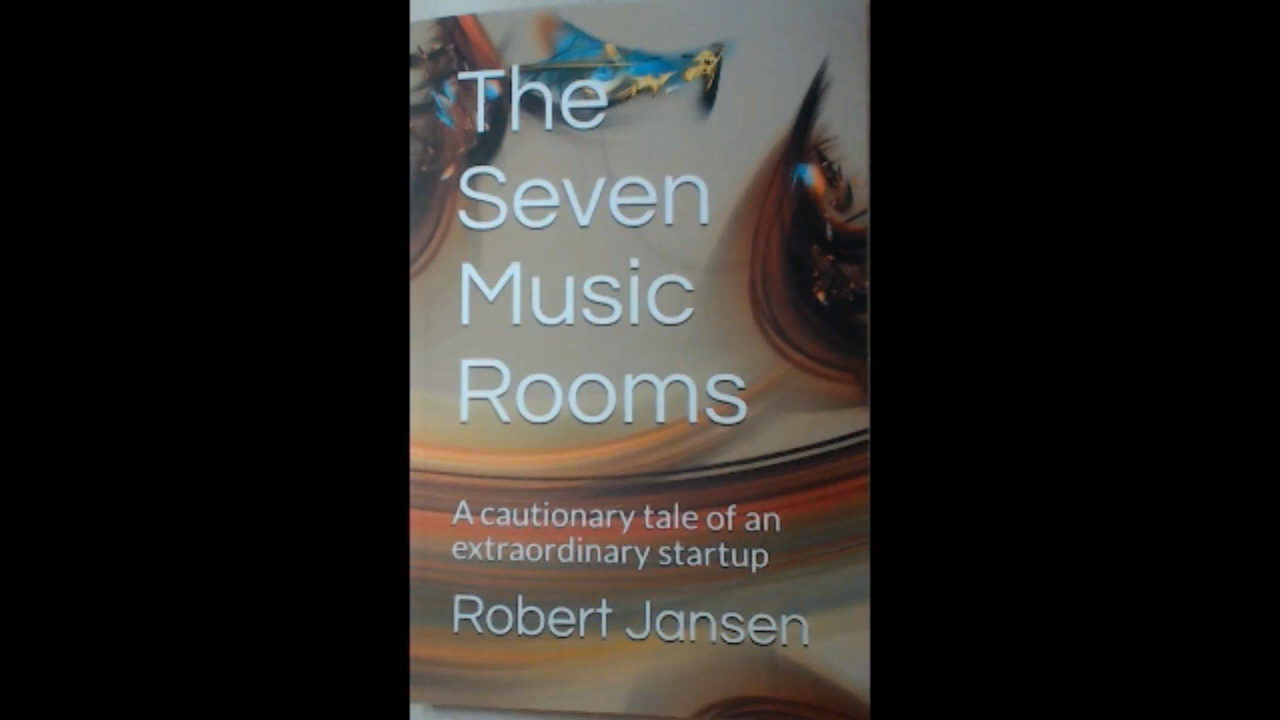 The
Seven
Music
Rooms
A cautionary tale of an
extraordinary startup
Robert Jansen